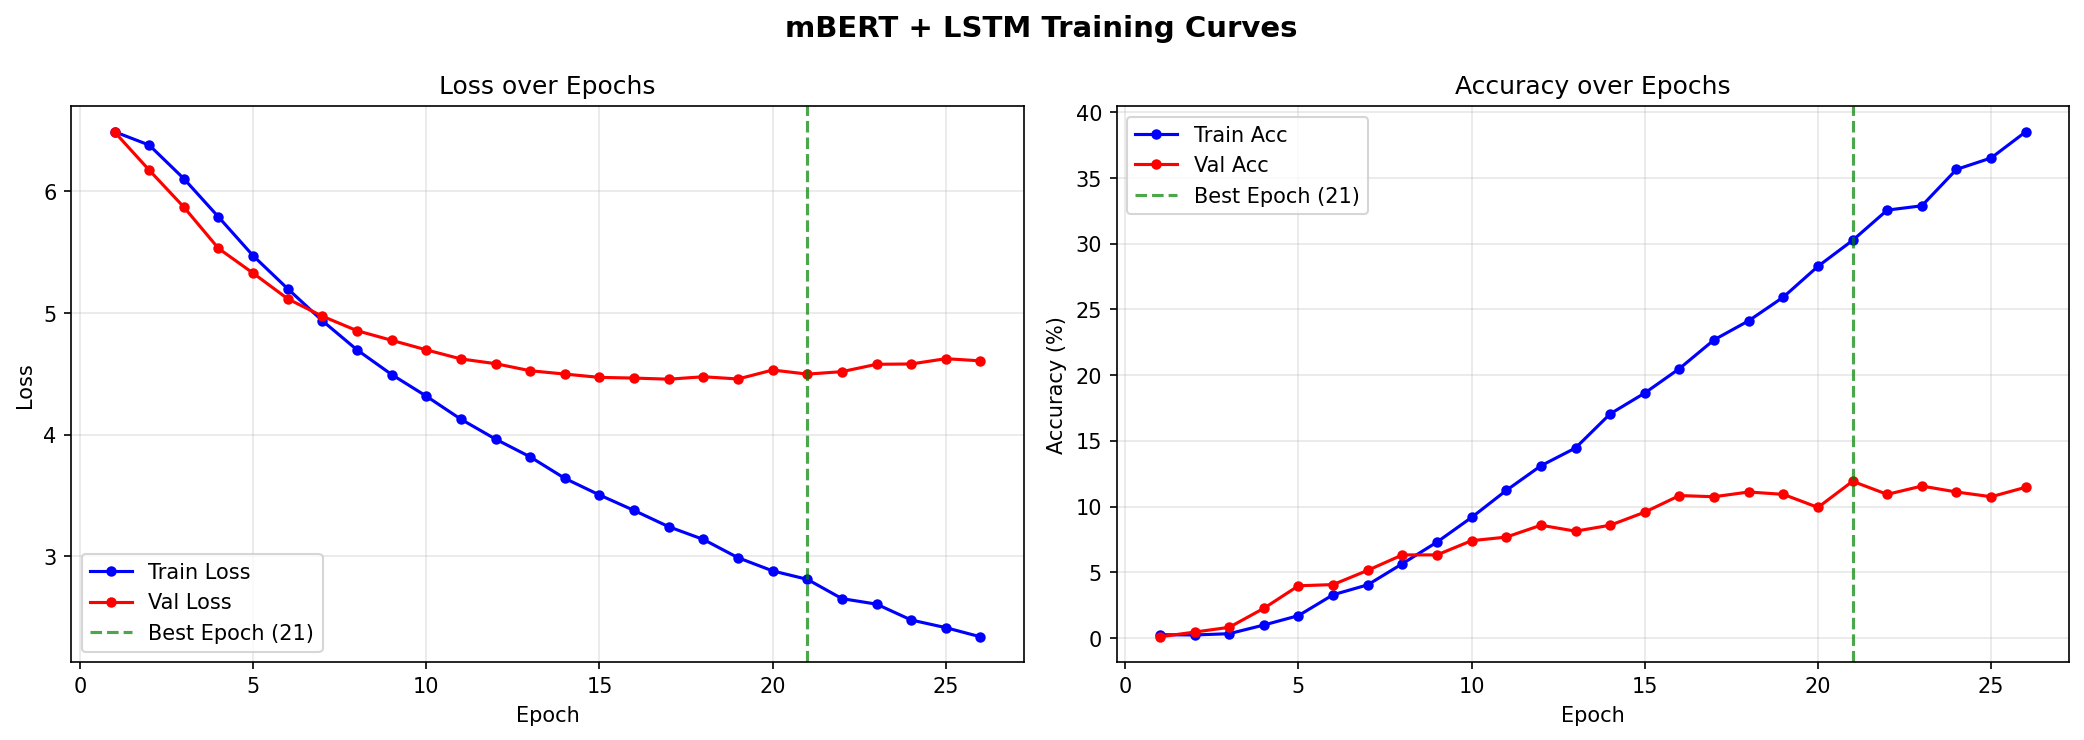 mBERT + LSTM Training Curves
Loss over Epochs
Loss
6
5
4
3
Train Loss
Val Loss
Best Epoch (21)
0 5 10 15 20 25
Epoch
Accuracy over Epochs
Accuracy (%)
40
35
30
25
20
15
10
5
0
Train Acc
Val Acc
Best Epoch (21)
0 5 10 15 20 25
Epoch